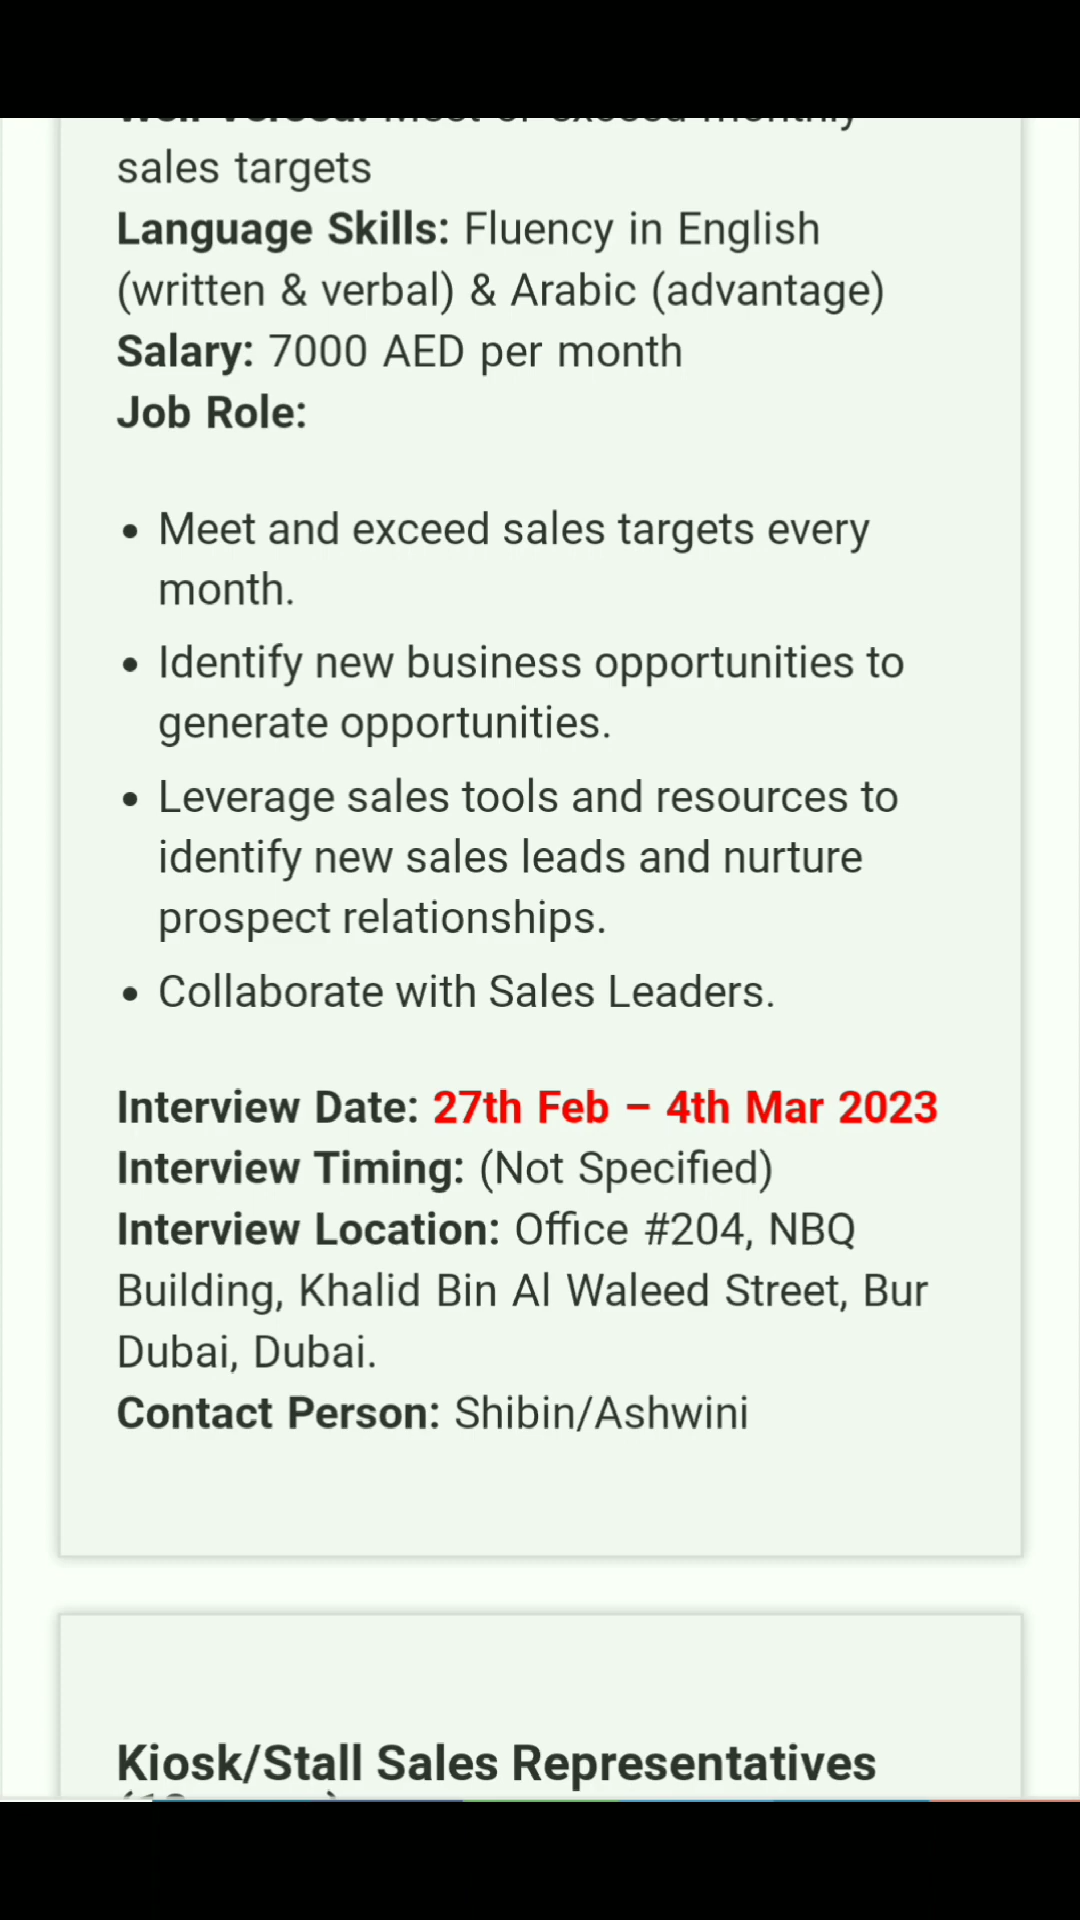 sales targets
Language Skills: Fluency in English
(written & verbal) & Arabic (advantage)
Salary: 7000 AED per month
Job Role:
• Meet and exceed sales targets every
month.
• Identify new business opportunities to
generate opportunities.
• Leverage sales tools and resources to
identify new sales leads and nurture
prospect relationships.
• Collaborate with Sales Leaders.
Interview Date: 27th Feb – 4th Mar 2023
Interview Timing: (Not Specified)
Interview Location: Office #204, NBQ
Building, Khalid Bin Al Waleed Street, Bur
Dubai, Dubai.
Contact Person: Shibin/Ashwini
Kiosk/Stall Sales Representatives